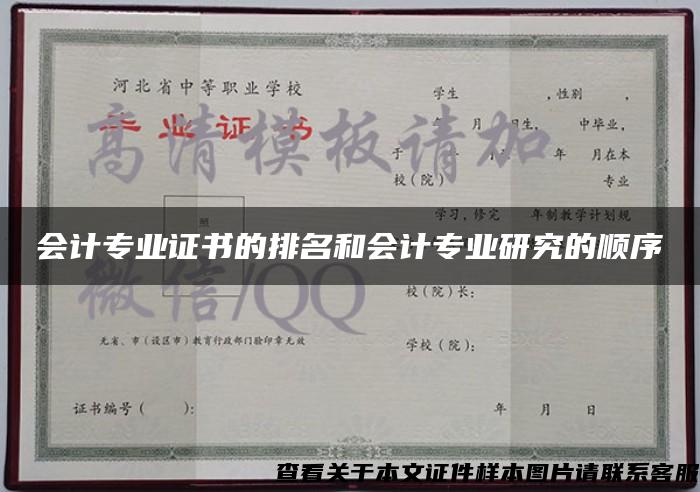 河北省中等职业学校
毕业证书
学生 ,性别 ,
年 月 日生, 中毕业,
于 年 月在本
校(院) 专业
学习,修完 年制教学计划规
高清模板请加
照
会计专业证书的排名和会计专业研究的顺序
微信/QQ
校(院)长:
无省、市(设区市)教育行政部门验印章无效
学校(院):
证书编号( ):
年 月 日
查看关于本文证件样本图片请联系客服